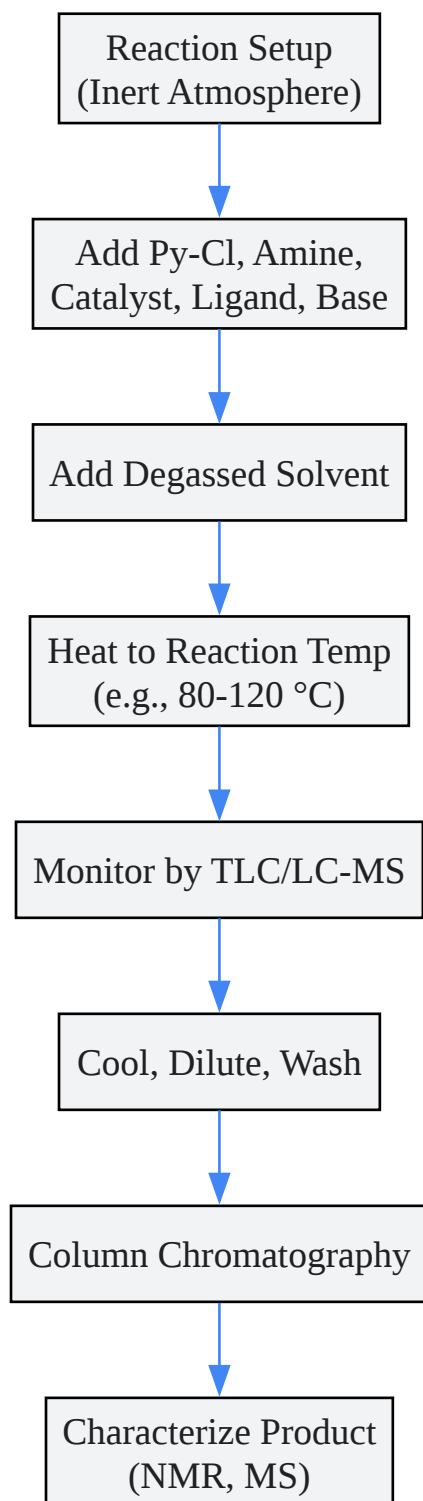 Reaction Setup
(Inert Atmosphere)
Add Py-Cl, Amine,
Catalyst, Ligand, Base
Add Degassed Solvent
Heat to Reaction Temp
(e.g., 80-120 °C)
Monitor by TLC/LC-MS
Cool, Dilute, Wash
Column Chromatography
Characterize Product
(NMR, MS)